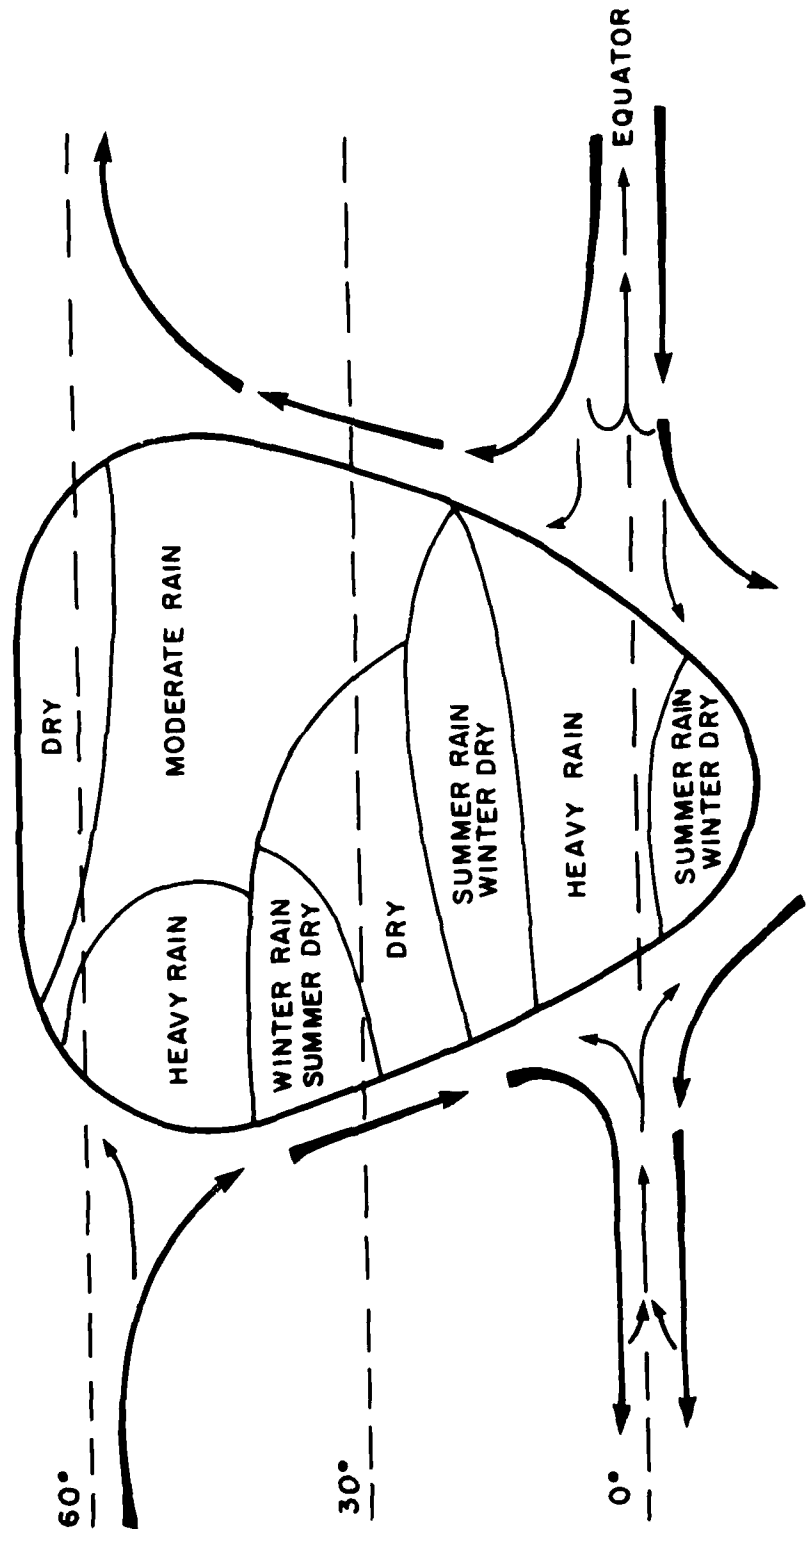 60°
30°
0°
EQUATOR
DRY
MODERATE RAIN
HEAVY RAIN
WINTER RAIN
SUMMER DRY
DRY
SUMMER RAIN
WINTER DRY
HEAVY RAIN
SUMMER RAIN
WINTER DRY